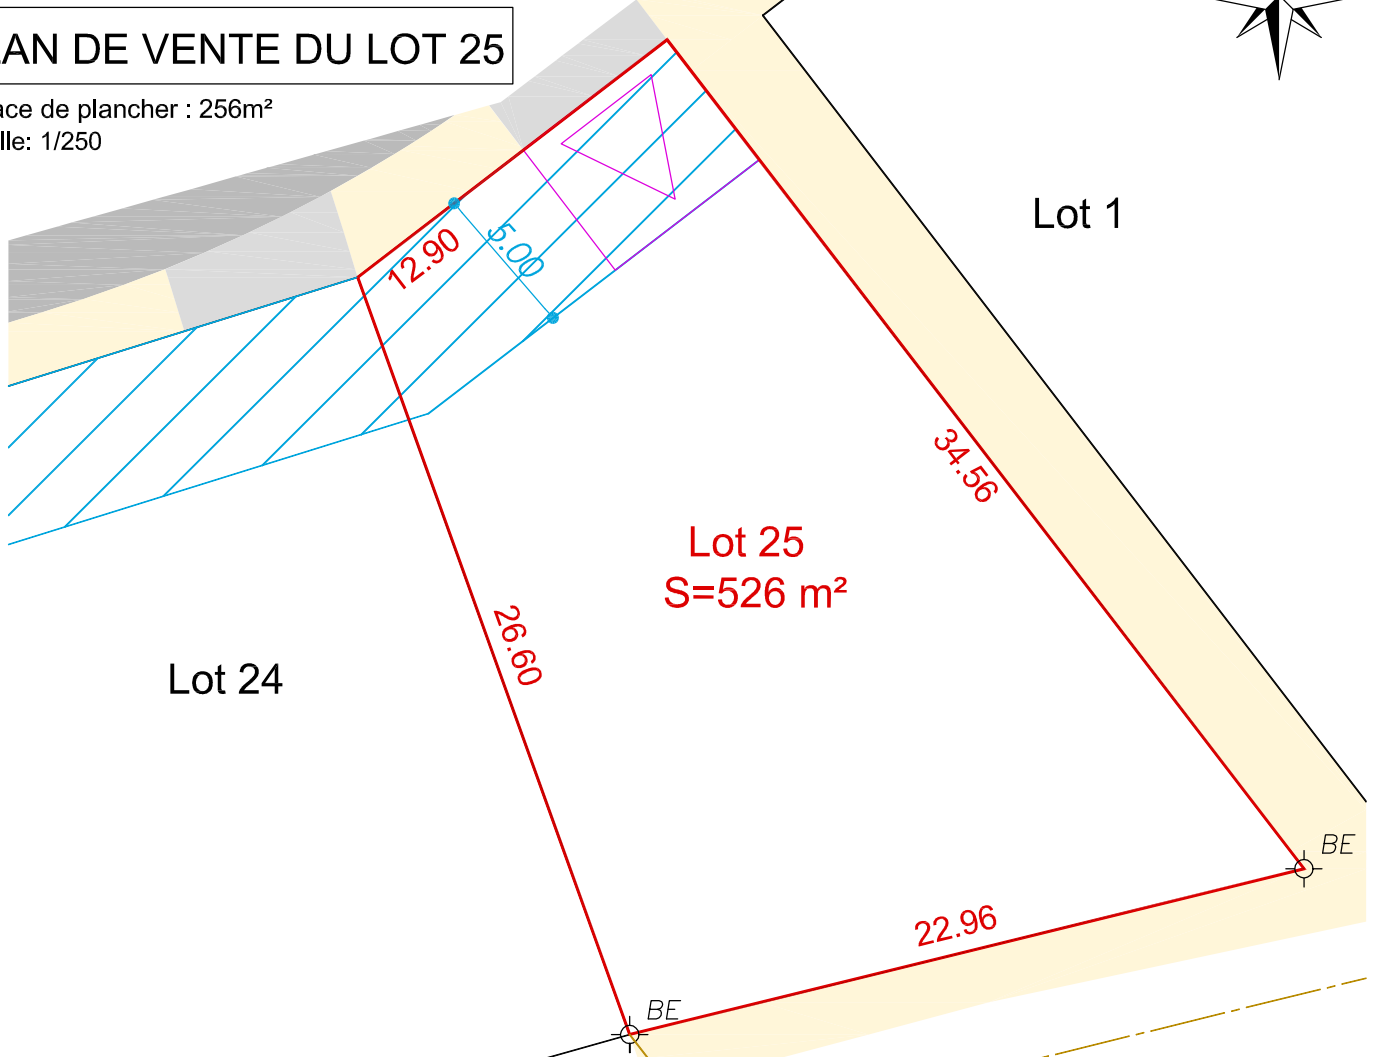 LAN DE VENTE DU LOT 25
ace de plancher : 256m²
lle: 1/250
Lot 1
5.00
12.90
34.56
Lot 25
S=526 m²
26.60
Lot 24
BE
22.96
BE